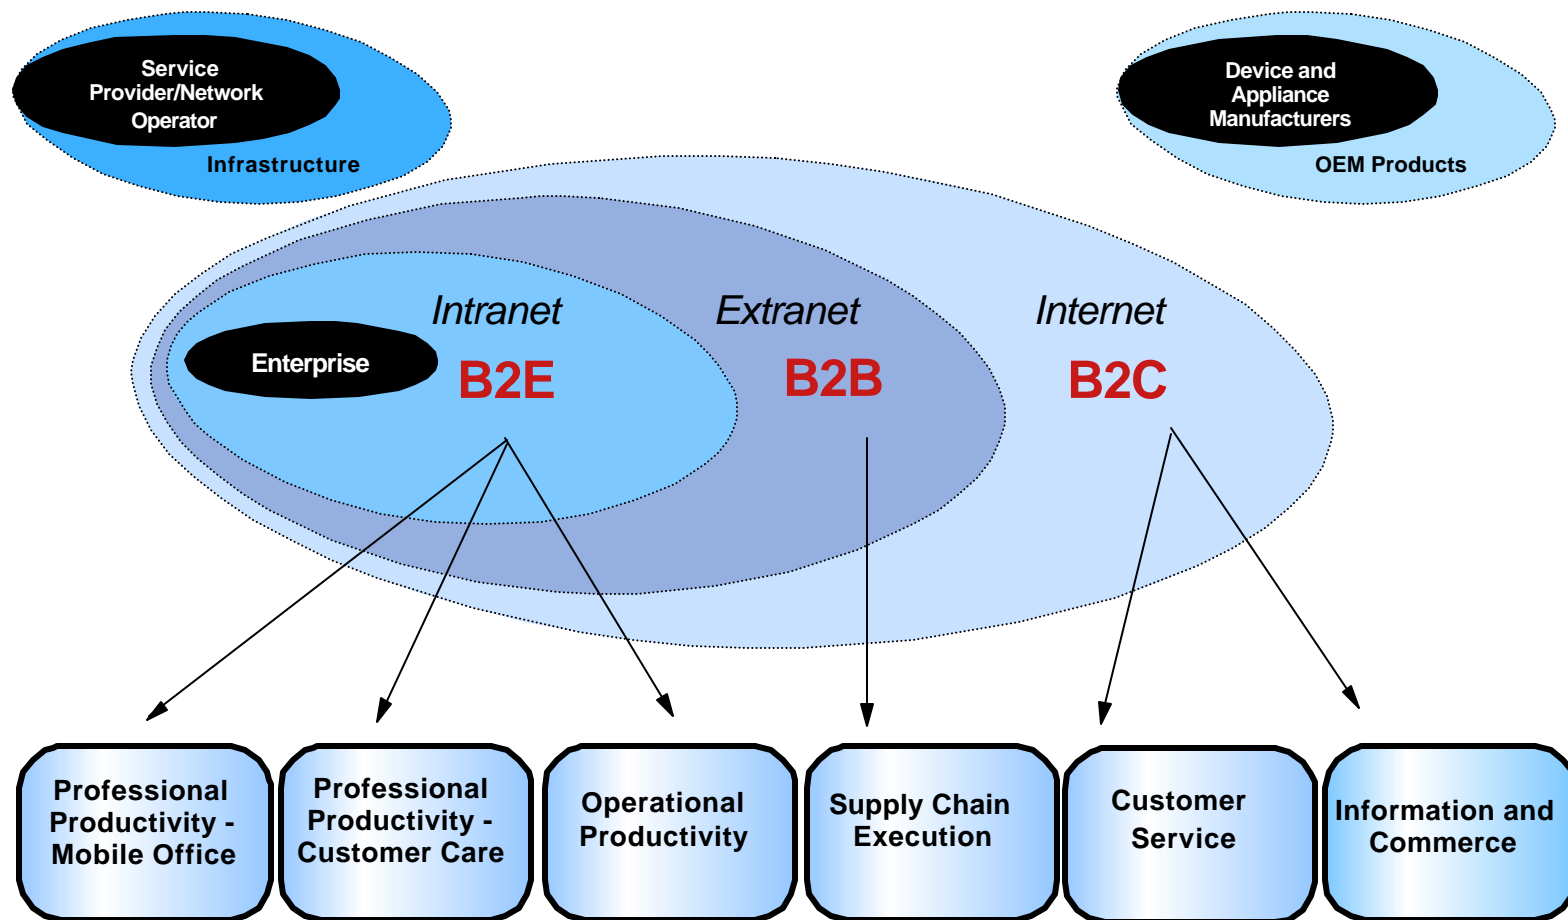 Service
Provider/Network
Operator
Infrastructure
Device and
Appliance
Manufacturers
OEM Products
Intranet
Extranet
Internet
Enterprise
B2E
B2B
B2C
Professional
Productivity -
Mobile Office
Professional
Productivity -
Customer Care
Operational
Productivity
Supply Chain
Execution
Customer
Service
Information and
Commerce